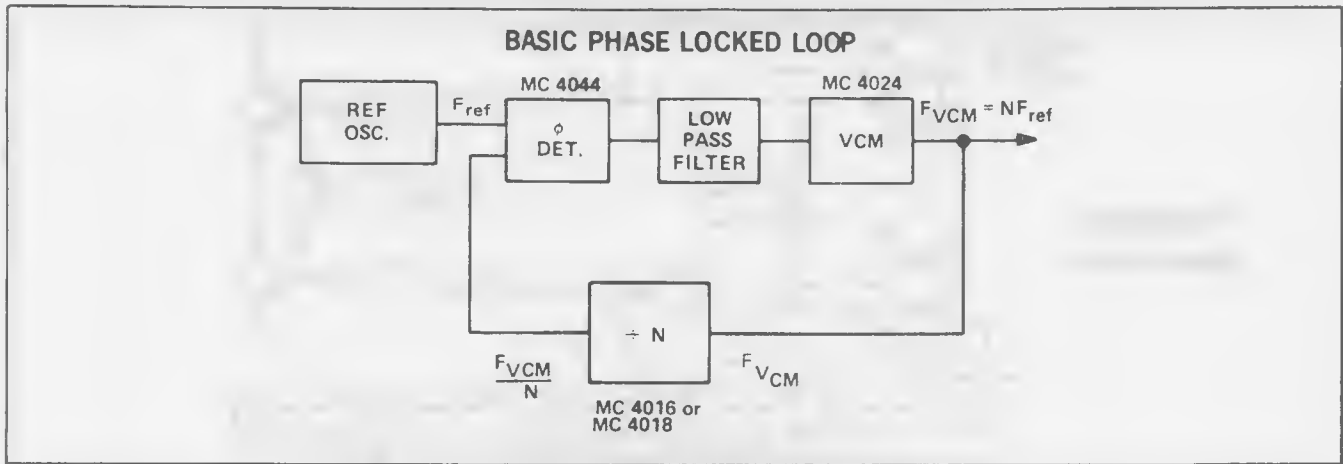 BASIC PHASE LOCKED LOOP
MC 4044
MC 4024
REF
OSC.
F_ref
φ
DET.
LOW
PASS
FILTER
VCM
F_VCM = NF_ref
÷ N
F_VCM
N
F_VCM
MC 4016 or
MC 4018